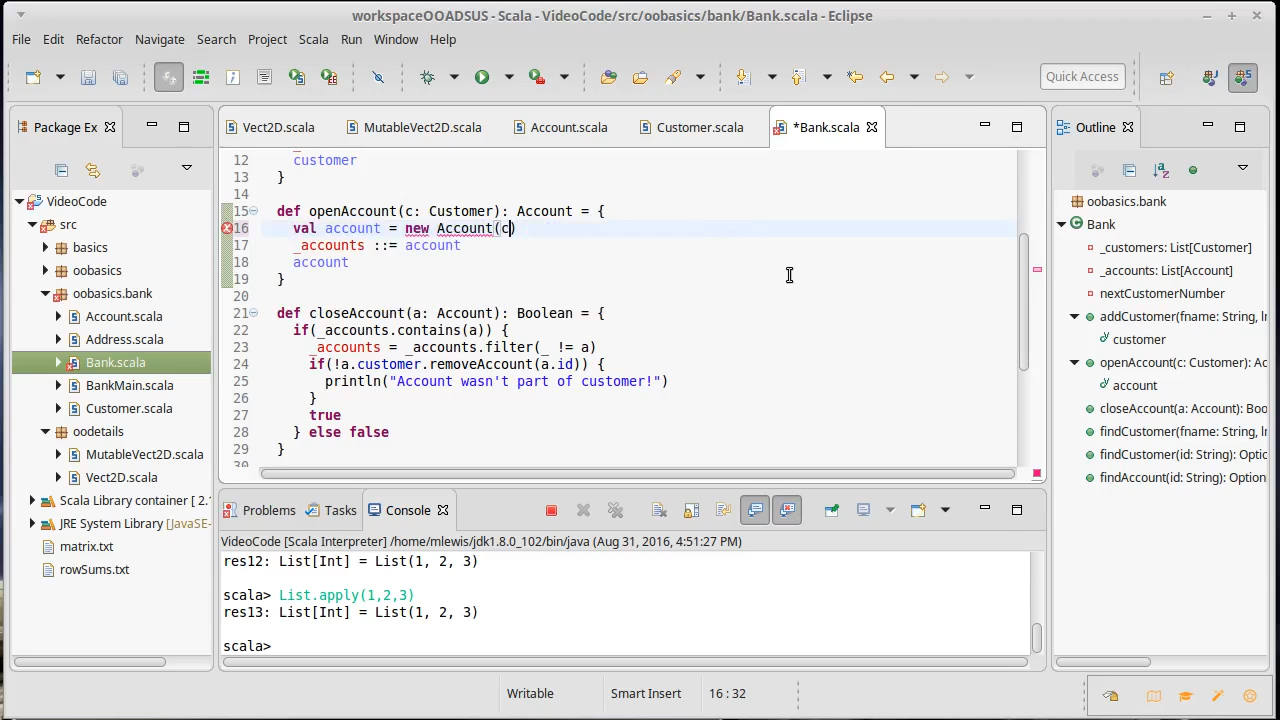 workspaceOOADSUS - Scala - VideoCode/src/oobasics/bank/Bank.scala - Eclipse
File Edit Refactor Navigate Search Project Scala Run Window Help
Quick Access
Package Ex
Vect2D.scala MutableVect2D.scala Account.scala Customer.scala *Bank.scala
Outline
VideoCode
src
basics
oobasics
oobasics.bank
Account.scala
Address.scala
Bank.scala
BankMain.scala
Customer.scala
oodetails
MutableVect2D.scala
Vect2D.scala
Scala Library container [ 2.
JRE System Library [JavaSE-
matrix.txt
rowSums.txt
12 customer
13 }
14
15 def openAccount(c: Customer): Account = {
16 val account = new Account(c)
17 _accounts ::= account
18 account
19 }
20
21 def closeAccount(a: Account): Boolean = {
22 if(_accounts.contains(a)) {
23 _accounts = _accounts.filter(_ != a)
24 if(!a.customer.removeAccount(a.id)) {
25 println("Account wasn't part of customer!")
26 }
27 true
28 } else false
29 }
30
oobasics.bank
Bank
_customers: List[Customer]
_accounts: List[Account]
nextCustomerNumber
addCustomer(fname: String, ln
customer
openAccount(c: Customer): Ac
account
closeAccount(a: Account): Boo
findCustomer(fname: String, ln
findCustomer(id: String): Optic
findAccount(id: String): Option
Problems Tasks Console
VideoCode [Scala Interpreter] /home/mlewis/jdk1.8.0_102/bin/java (Aug 31, 2016, 4:51:27 PM)
res12: List[Int] = List(1, 2, 3)
scala> List.apply(1,2,3)
res13: List[Int] = List(1, 2, 3)
scala>
Writable Smart Insert 16 : 32